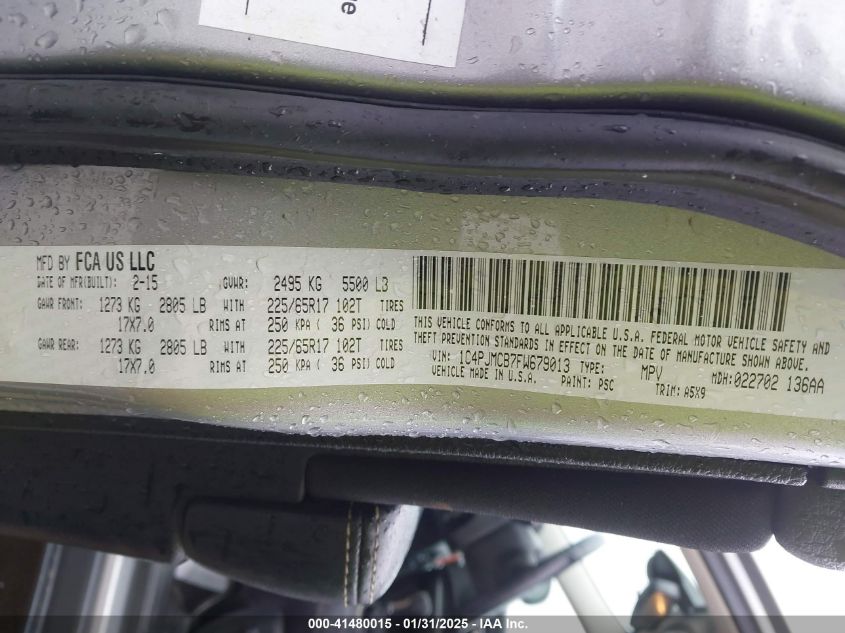 ve
MFD BY FCA US LLC
DATE OF MFR(BUILT): 2-15 GVWR: 2495 KG 5500 LB
GAWR FRONT: 1273 KG 2805 LB WITH 225/65R17 102T TIRES
17X7.0 RIMS AT 250 KPA ( 36 PSI) COLD
GAWR REAR: 1273 KG 2805 LB WITH 225/65R17 102T TIRES
17X7.0 RIMS AT 250 KPA ( 36 PSI) COLD
THIS VEHICLE CONFORMS TO ALL APPLICABLE U.S.A. FEDERAL MOTOR VEHICLE SAFETY AND
THEFT PREVENTION STANDARDS IN EFFECT ON THE DATE OF MANUFACTURE SHOWN ABOVE.
VIN: 1C4PJMCB7FW679013 TYPE: MPV MDH:022702 136AA
VEHICLE MADE IN U.S.A. PAINT: PSC TRIM: A5X9
000-41480015 - 01/31/2025 - IAA Inc.